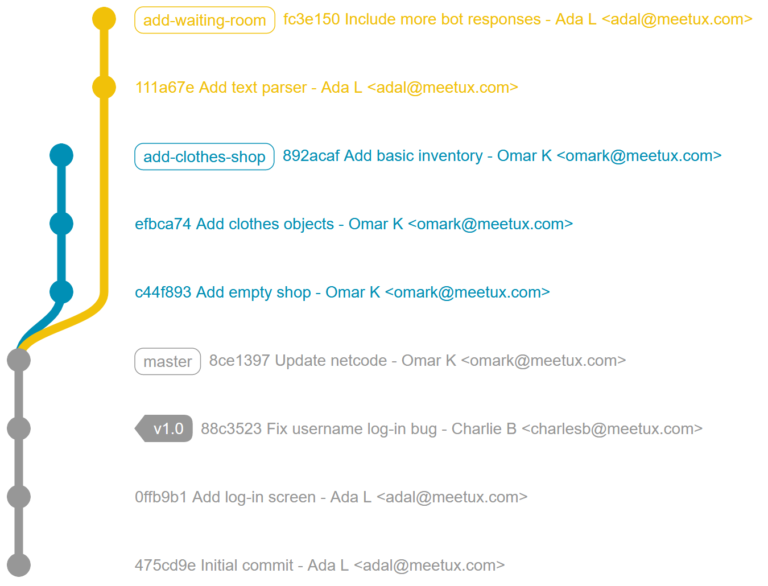 add-waiting-room fc3e150 Include more bot responses - Ada L <adal@meetux.com>
111a67e Add text parser - Ada L <adal@meetux.com>
add-clothes-shop 892acaf Add basic inventory - Omar K <omark@meetux.com>
efbca74 Add clothes objects - Omar K <omark@meetux.com>
c44f893 Add empty shop - Omar K <omark@meetux.com>
master 8ce1397 Update netcode - Omar K <omark@meetux.com>
v1.0 88c3523 Fix username log-in bug - Charlie B <charlesb@meetux.com>
0ffb9b1 Add log-in screen - Ada L <adal@meetux.com>
475cd9e Initial commit - Ada L <adal@meetux.com>